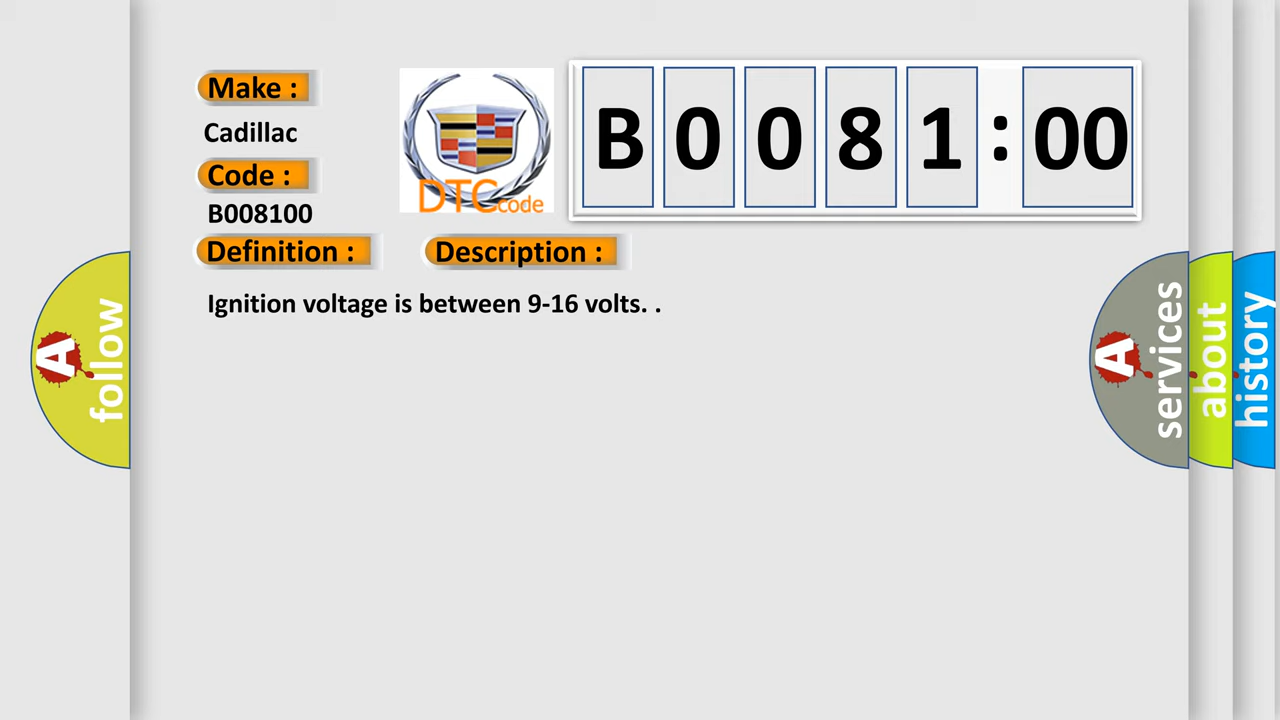 Make :
Cadillac
Code :
B008100
Definition :
Description :
Ignition voltage is between 9-16 volts. .
DTC code
B 0 0 8 1 : 00
A follow
A services
about
history